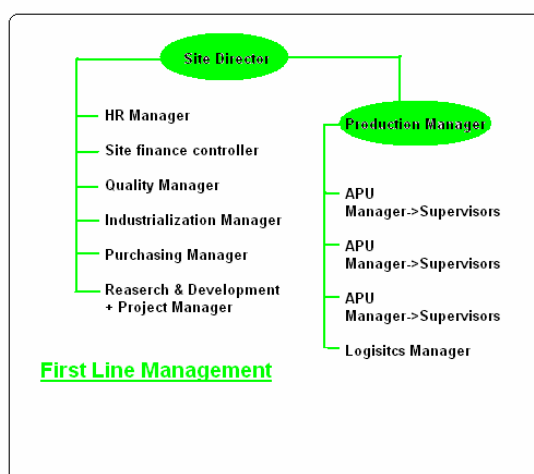 Site Director
HR Manager
Site finance controller
Quality Manager
Industrialization Manager
Purchasing Manager
Reaserch & Development
+ Project Manager
Production Manager
APU
Manager->Supervisors
APU
Manager->Supervisors
APU
Manager->Supervisors
Logisitcs Manager
First Line Management